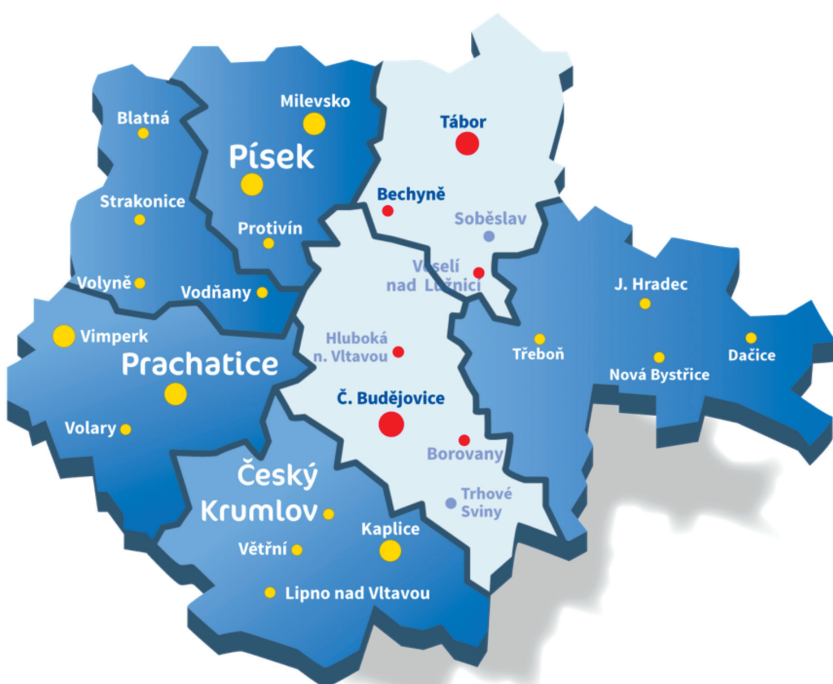 Milevsko
Blatná
Tábor
Písek
Bechyně
Strakonice
Soběslav
Protivín
Veselí
nad Lužnicí
Volyně
Vodňany
J. Hradec
Vimperk
Hluboká
n. Vltavou
Třeboň
Dačice
Prachatice
Nová Bystřice
Č. Budějovice
Volary
Borovany
Český
Krumlov
Trhové
Sviny
Kaplice
Větřní
Lipno nad Vltavou